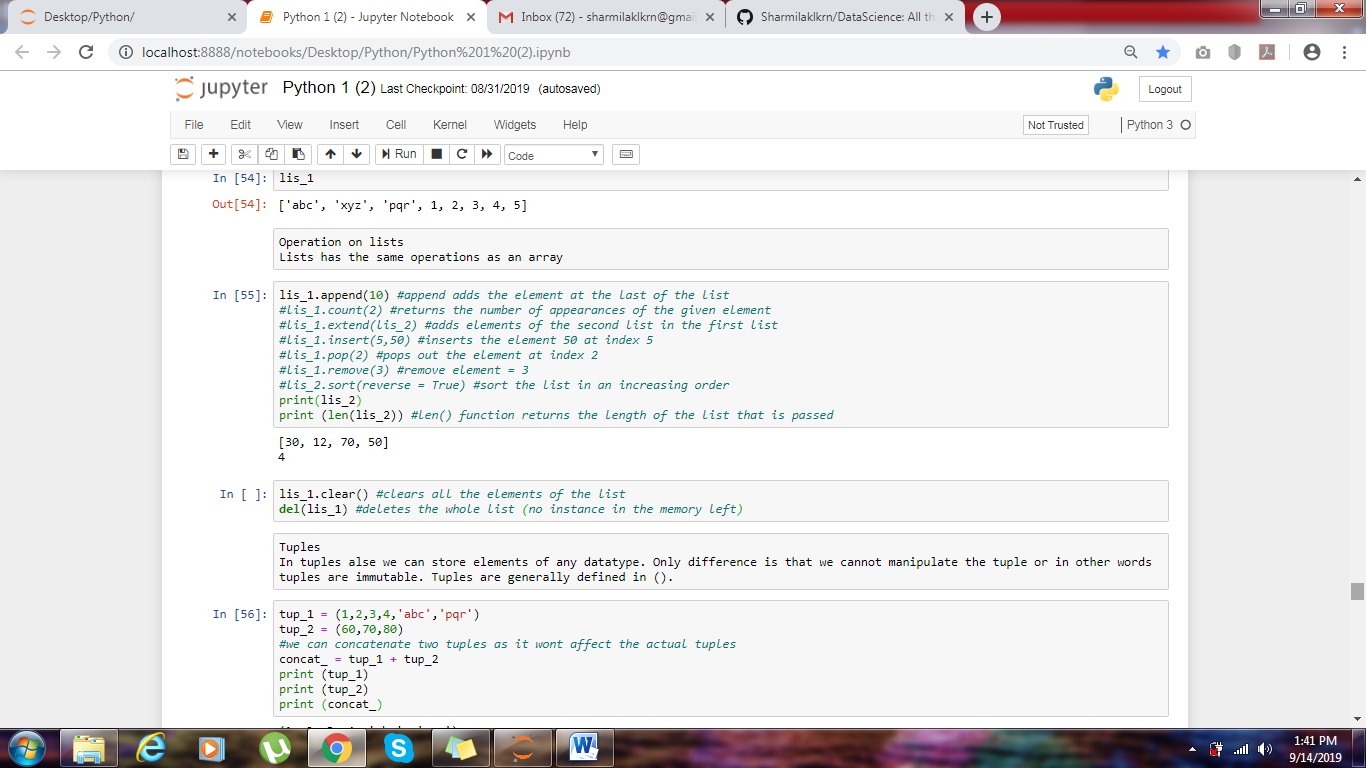 Desktop/Python/
Python 1 (2) - Jupyter Notebook
Inbox (72) - sharmilaklkrn@gmai
Sharmilaklkrn/DataScience: All th
localhost:8888/notebooks/Desktop/Python/Python%201%20(2).ipynb
jupyter Python 1 (2) Last Checkpoint: 08/31/2019 (autosaved)
Logout
File Edit View Insert Cell Kernel Widgets Help
Not Trusted
Python 3
Run
Code
In [54]: lis_1
Out[54]: ['abc', 'xyz', 'pqr', 1, 2, 3, 4, 5]
Operation on lists
Lists has the same operations as an array
In [55]: lis_1.append(10) #append adds the element at the last of the list
#lis_1.count(2) #returns the number of appearances of the given element
#lis_1.extend(lis_2) #adds elements of the second list in the first list
#lis_1.insert(5,50) #inserts the element 50 at index 5
#lis_1.pop(2) #pops out the element at index 2
#lis_1.remove(3) #remove element = 3
#lis_2.sort(reverse = True) #sort the list in an increasing order
print(lis_2)
print (len(lis_2)) #len() function returns the length of the list that is passed
[30, 12, 70, 50]
4
In [ ]: lis_1.clear() #clears all the elements of the list
del(lis_1) #deletes the whole list (no instance in the memory left)
Tuples
In tuples alse we can store elements of any datatype. Only difference is that we cannot manipulate the tuple or in other words
tuples are immutable. Tuples are generally defined in ().
In [56]: tup_1 = (1,2,3,4,'abc','pqr')
tup_2 = (60,70,80)
#we can concatenate two tuples as it wont affect the actual tuples
concat_ = tup_1 + tup_2
print (tup_1)
print (tup_2)
print (concat_)
1:41 PM
9/14/2019